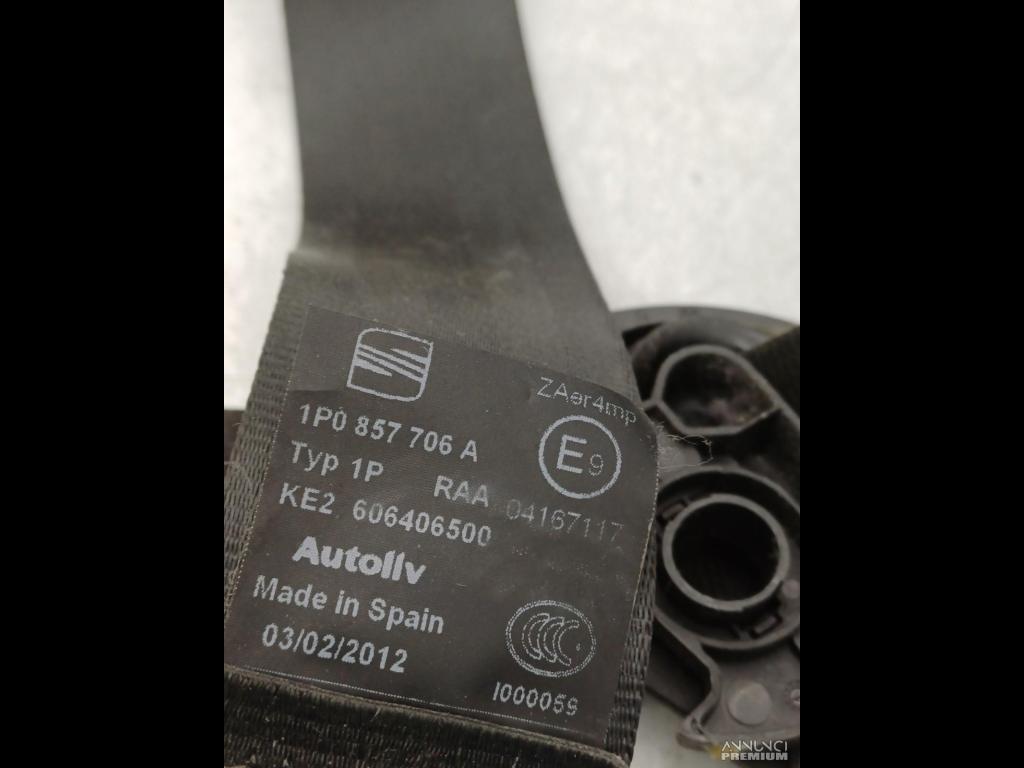 1P0 857 706 A
ZAer4mp
E9
Typ 1P RAA 04167117
KE2 606406500
Autoliv
Made in Spain
03/02/2012
CCC
I000059
ANNUNCI
PREMIUM